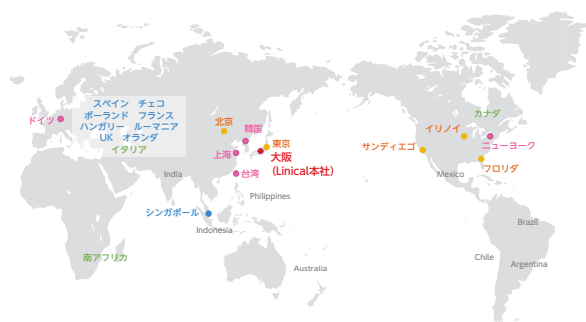 スペイン チェコ
ポーランド フランス
ハンガリー ルーマニア
UK オランダ
イタリア
ドイツ
北京
韓国
東京
大阪
(Linical本社)
上海
台湾
India
Philippines
シンガポール
Indonesia
南アフリカ
Australia
カナダ
イリノイ
ニューヨーク
サンディエゴ
フロリダ
Mexico
Brazil
Chile
Argentina